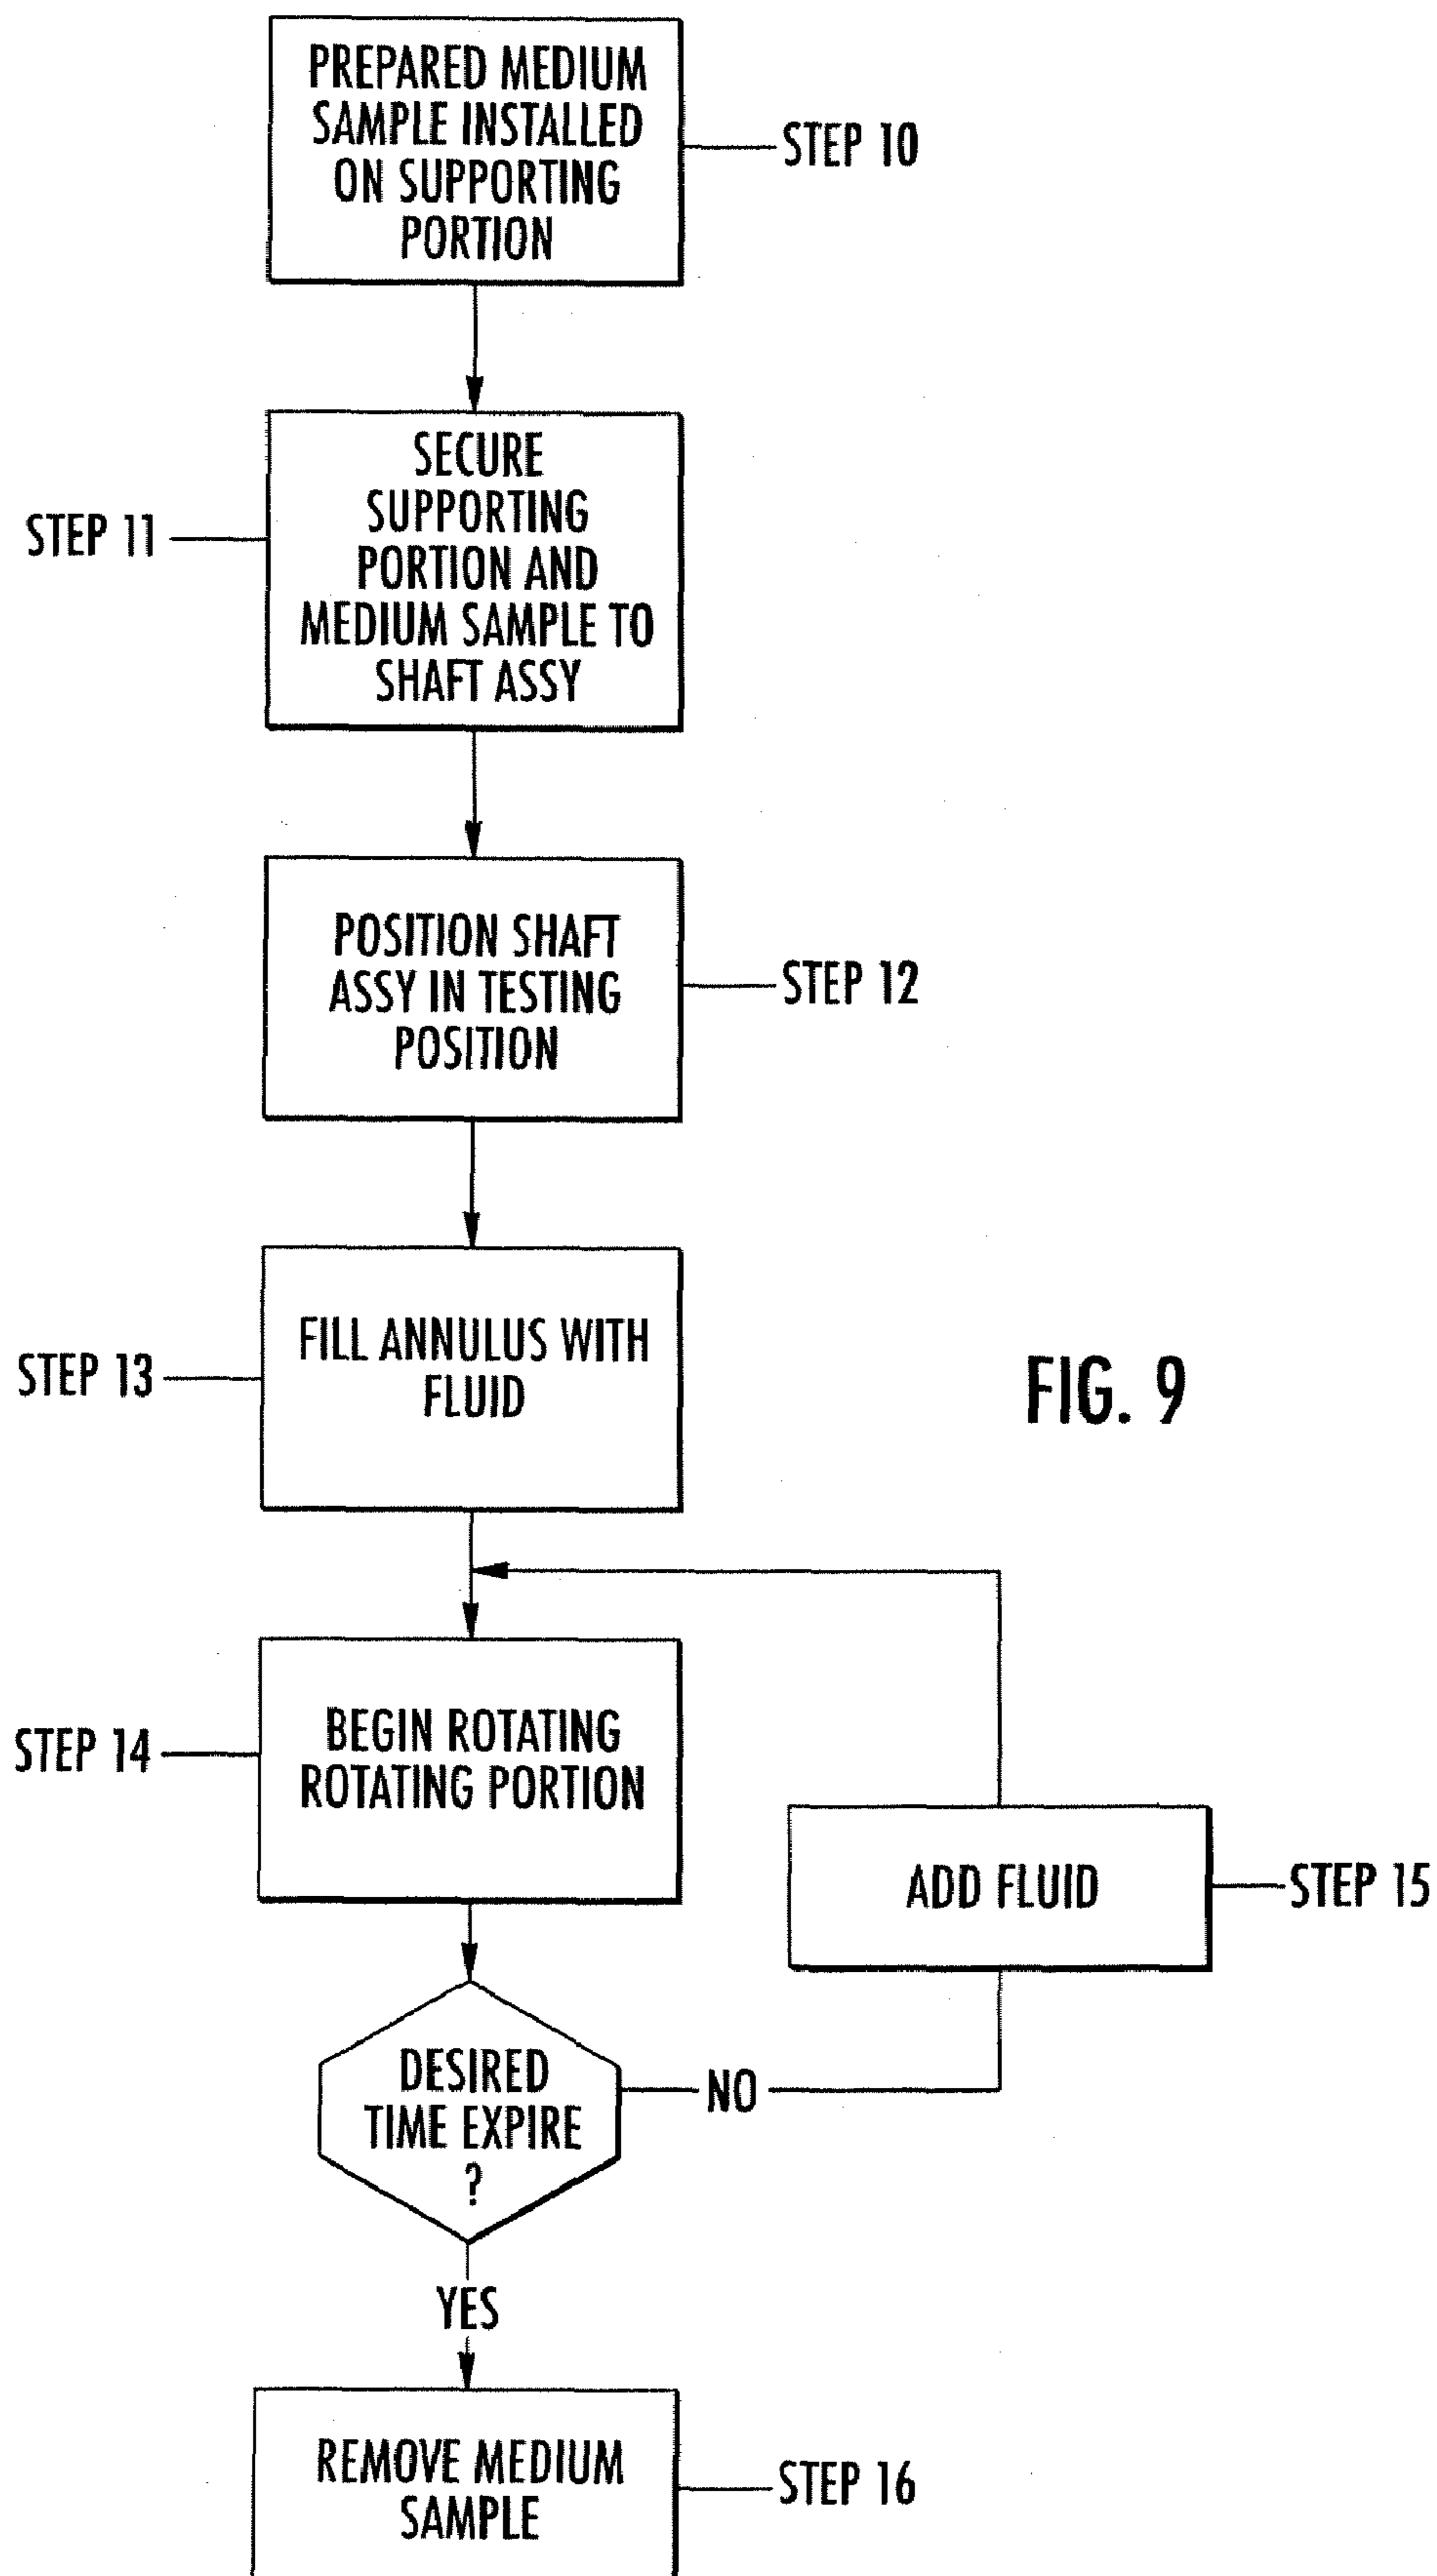 PREPARED MEDIUM
SAMPLE INSTALLED
ON SUPPORTING
PORTION
STEP 10
SECURE
SUPPORTING
PORTION AND
MEDIUM SAMPLE TO
SHAFT ASSY
STEP 11
POSITION SHAFT
ASSY IN TESTING
POSITION
STEP 12
FILL ANNULUS WITH
FLUID
STEP 13
FIG. 9
BEGIN ROTATING
ROTATING PORTION
STEP 14
ADD FLUID
STEP 15
DESIRED
TIME EXPIRE
?
NO
YES
REMOVE MEDIUM
SAMPLE
STEP 16